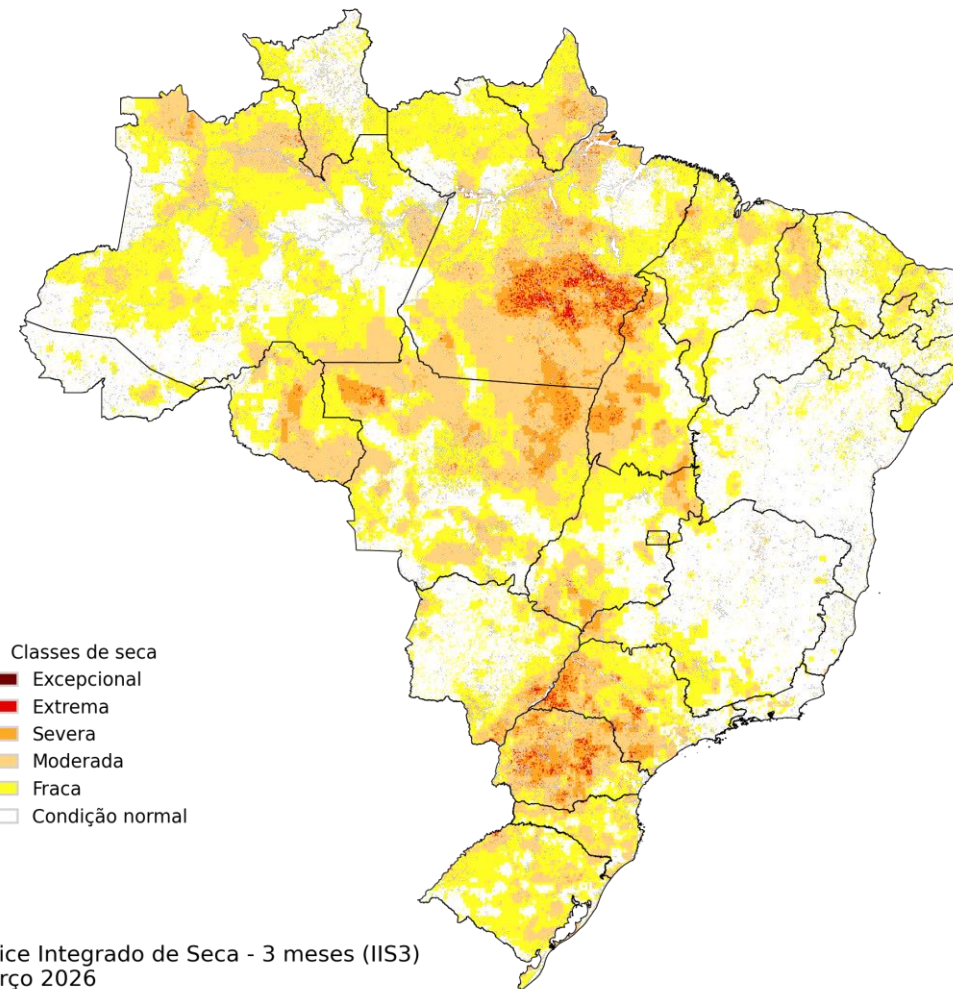 Classes de seca
Excepcional
Extrema
Severa
Moderada
Fraca
Condição normal
ice Integrado de Seca - 3 meses (IIS3)
rço 2026